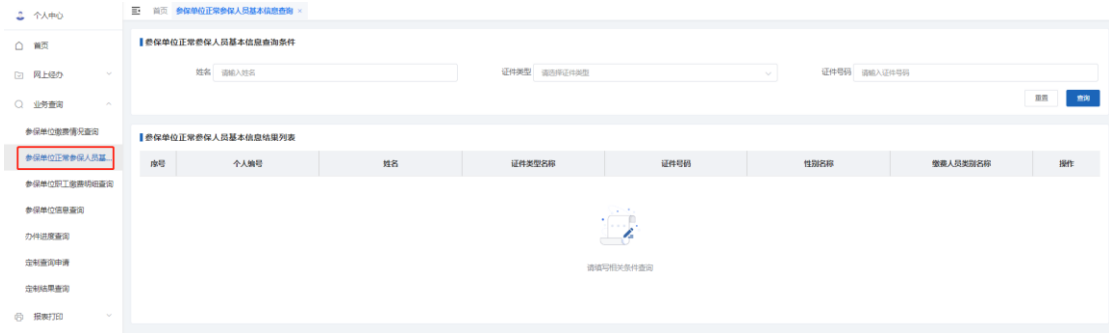 个人中心
首页 参保单位正常参保人员基本信息查询 ×
首页
网上经办
业务查询
参保单位缴费情况查询
参保单位正常参保人员基...
参保单位职工缴费明细查询
参保单位信息查询
办件进度查询
定制查询申请
定制结果查询
报表打印
参保单位正常参保人员基本信息查询条件
姓名 请输入姓名 证件类型 请选择证件类型 证件号码 请输入证件号码
重置 查询
参保单位正常参保人员基本信息结果列表
序号 个人编号 姓名 证件类型名称 证件号码 性别名称 缴费人员类别名称 操作
请填写相关条件查询